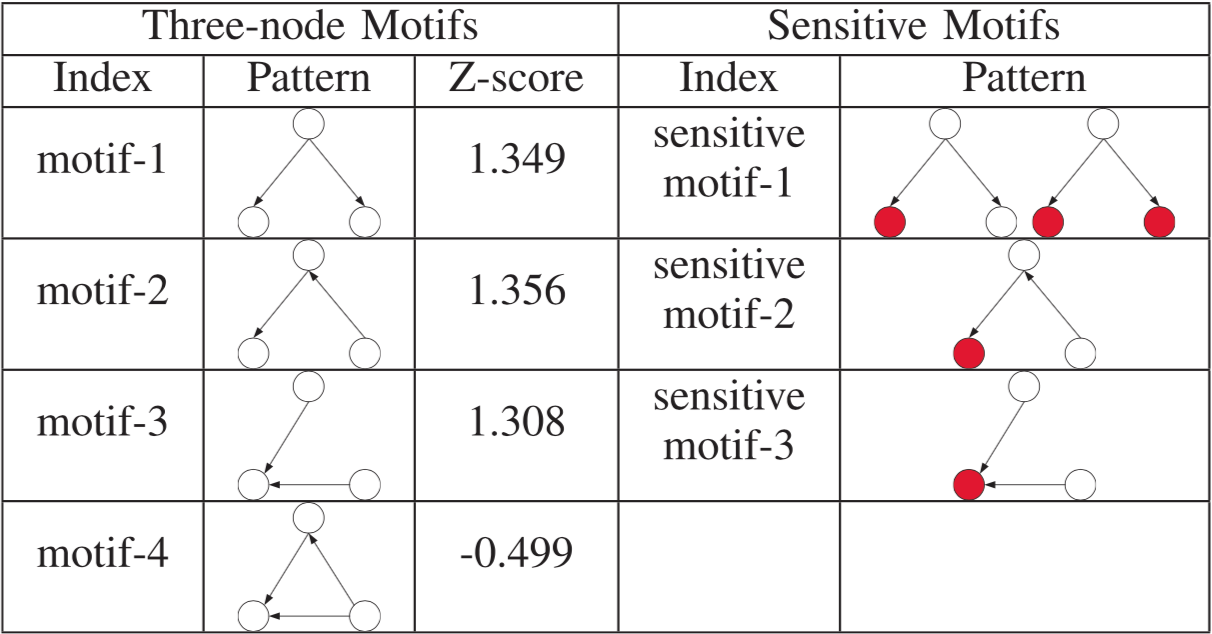 Three-node Motifs Sensitive Motifs
Index Pattern Z-score Index Pattern
motif-1 1.349 sensitive motif-1
motif-2 1.356 sensitive motif-2
motif-3 1.308 sensitive motif-3
motif-4 -0.499